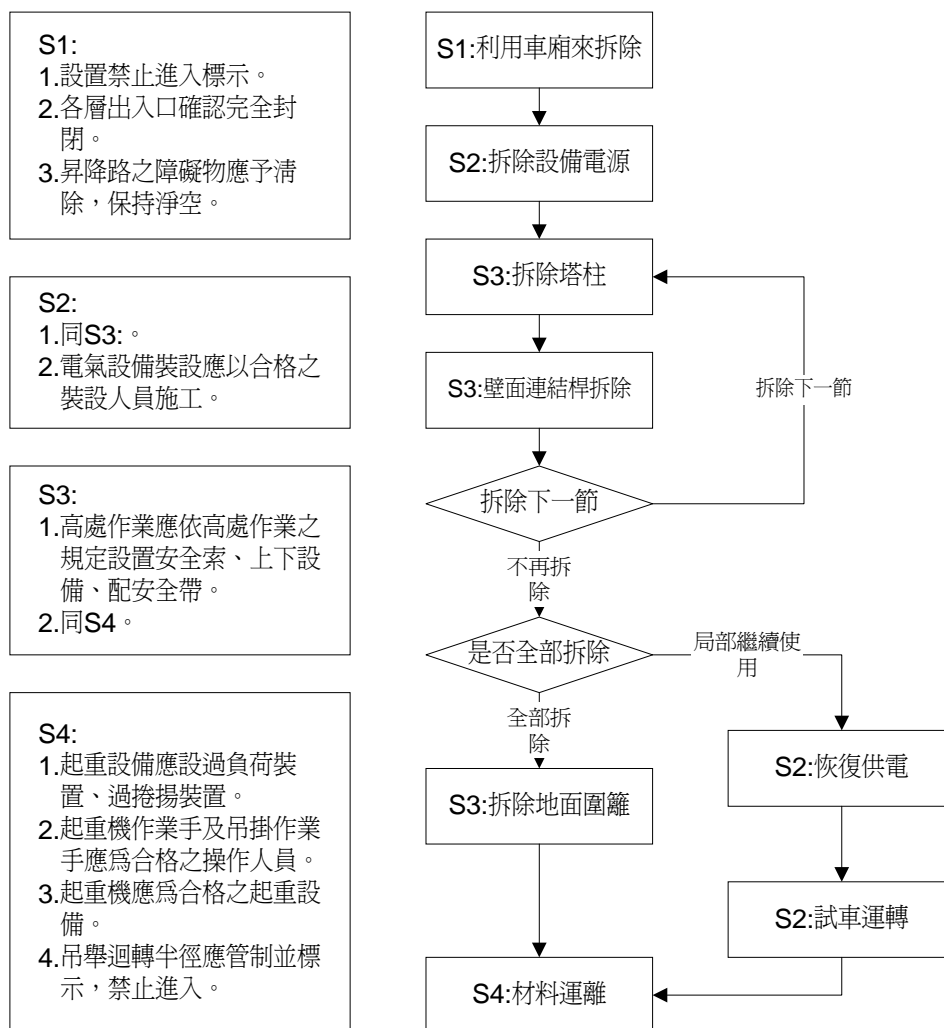 S1:
1.設置禁止進入標示。
2.各層出入口確認完全封
閉。
3.昇降路之障礙物應予清
除，保持淨空。
S2:
1.同S3:。
2.電氣設備裝設應以合格之
裝設人員施工。
S3:
1.高處作業應依高處作業之
規定設置安全索、上下設
備、配安全帶。
2.同S4。
S4:
1.起重設備應設過負荷裝
置、過捲揚裝置。
2.起重機作業手及吊掛作業
手應為合格之操作人員。
3.起重機應為合格之起重設
備。
4.吊舉迴轉半徑應管制並標
示，禁止進入。
S1:利用車廂來拆除
S2:拆除設備電源
S3:拆除塔柱
S3:壁面連結桿拆除
拆除下一節
拆除下一節
不再拆
除
是否全部拆除
局部繼續使
用
全部拆
除
S2:恢復供電
S3:拆除地面圍籬
S2:試車運轉
S4:材料運離